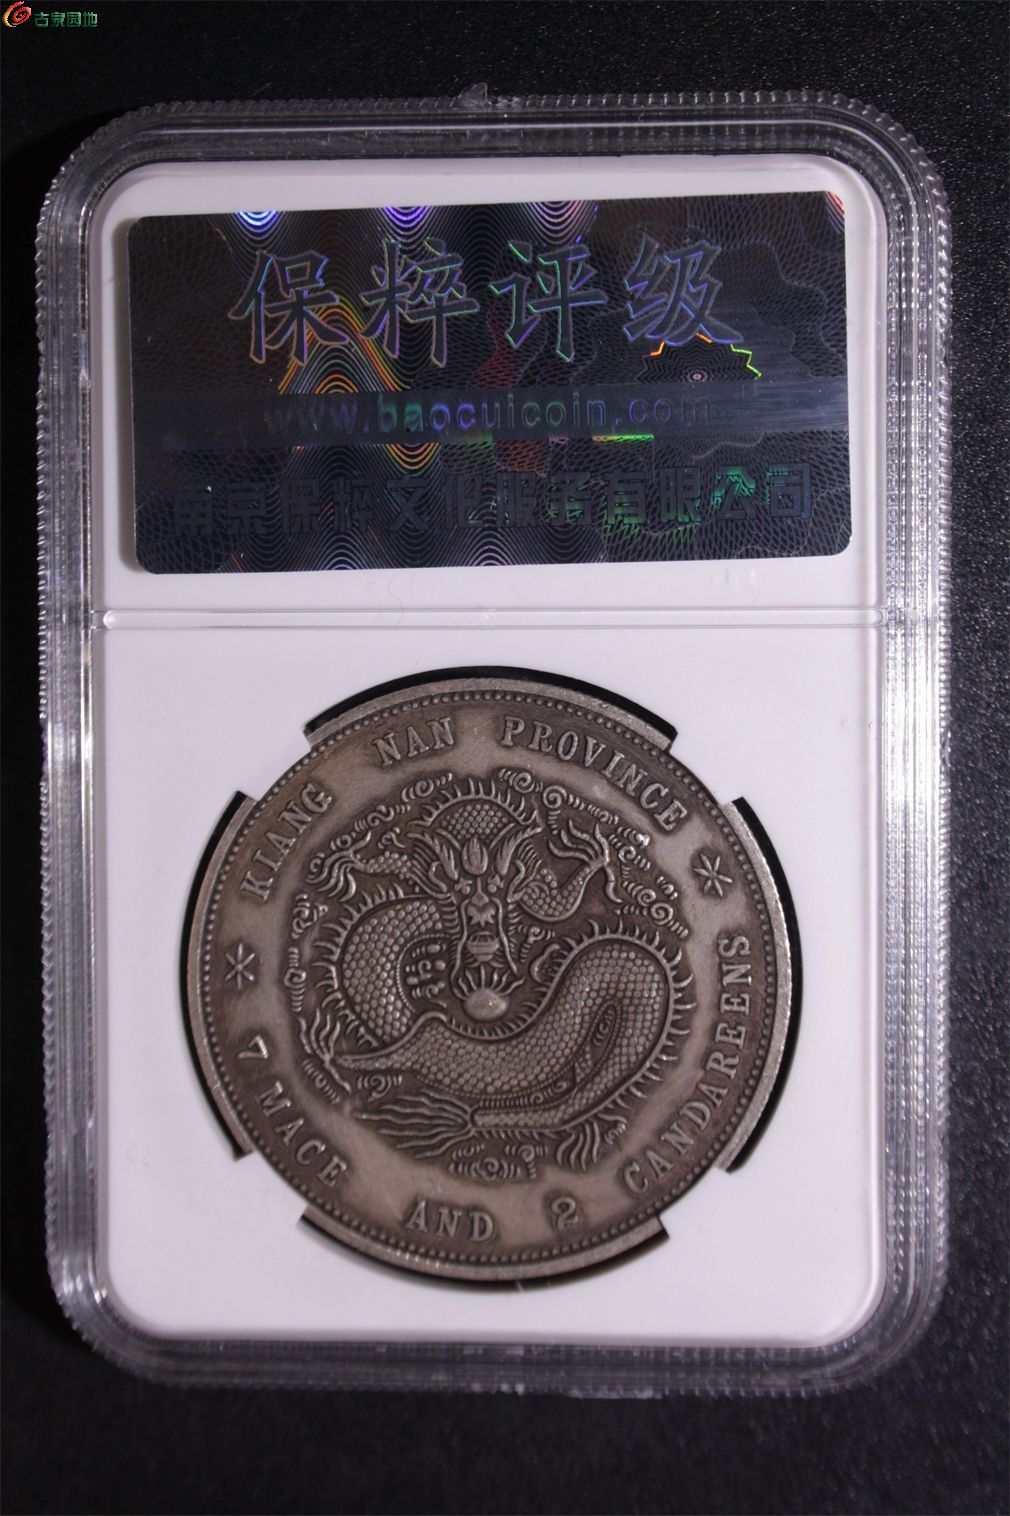 古泉园地
保粹评级
www.baocuicoin.com
南京保粹文化服务有限公司
KIANG NAN PROVINCE
7 MACE AND 2 CANDAREENS